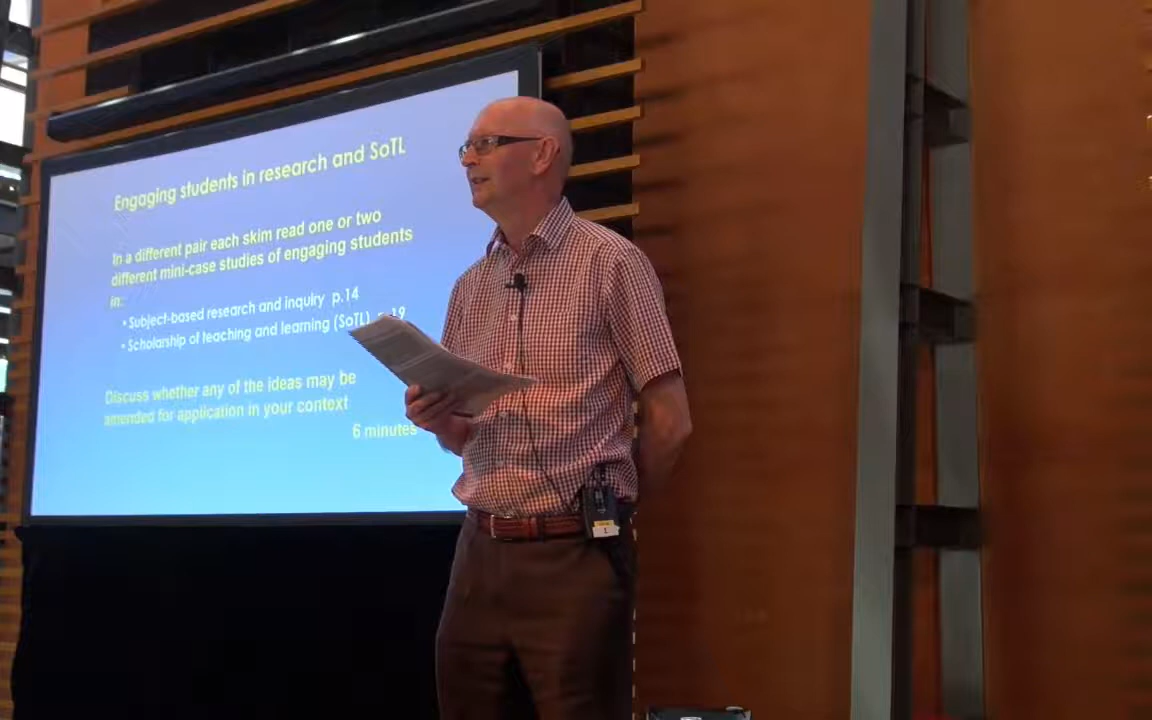 Engaging students in research and SoTL
In a different pair each skim read one or two
different mini-case studies of engaging students
in:
• Subject-based research and inquiry p.14
• Scholarship of teaching and learning (SoTL) p.19
Discuss whether any of the ideas may be
amended for application in your context
6 minutes